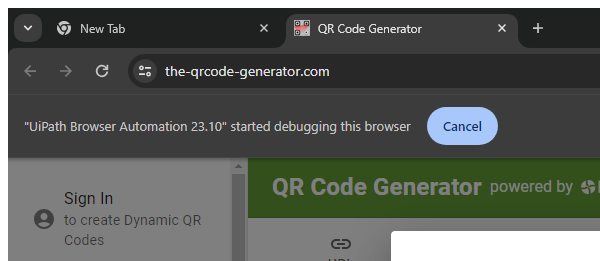 New Tab
QR Code Generator
the-qrcode-generator.com
"UiPath Browser Automation 23.10" started debugging this browser
Cancel
QR Code Generator powered by
Sign In
to create Dynamic QR
Codes